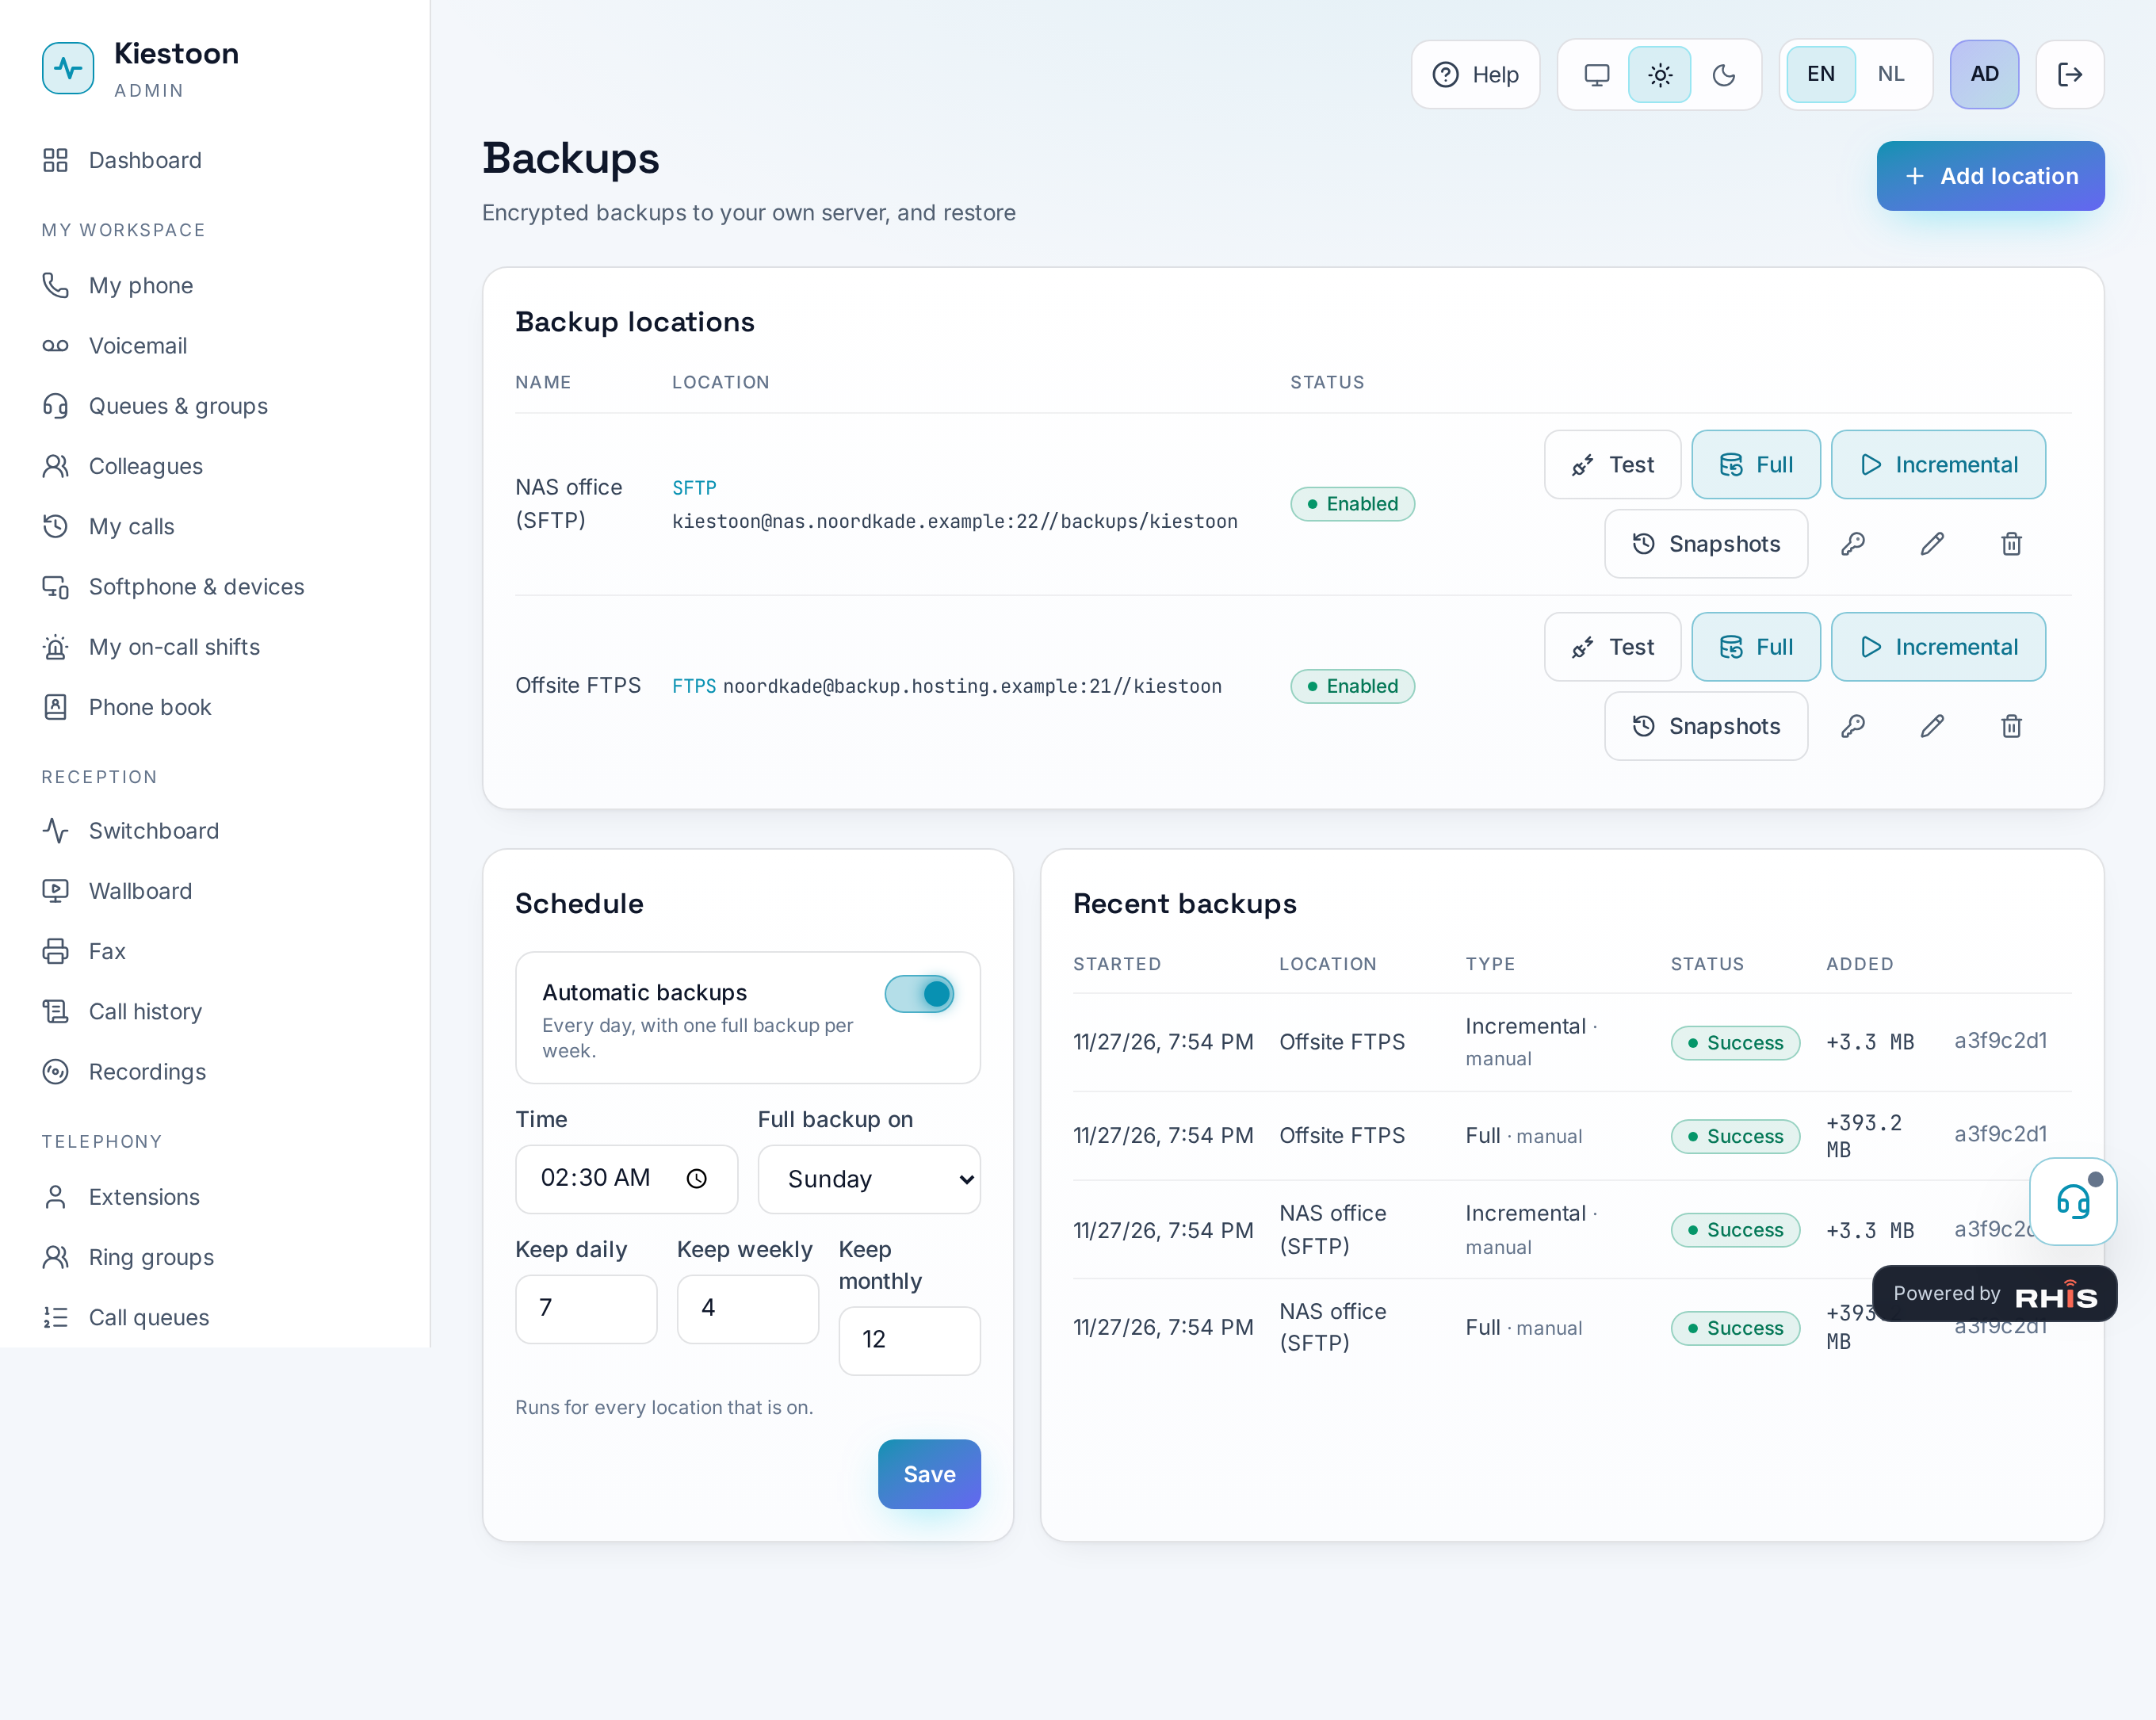 Kiestoon
ADMIN
Dashboard
MY WORKSPACE
My phone
Voicemail
Queues & groups
Colleagues
My calls
Softphone & devices
My on-call shifts
Phone book
RECEPTION
Switchboard
Wallboard
Fax
Call history
Recordings
TELEPHONY
Extensions
Ring groups
Call queues
Help
EN NL
AD
Backups
Encrypted backups to your own server, and restore
Add location
Backup locations
NAME LOCATION STATUS
NAS office
(SFTP)
SFTP
kiestoon@nas.noordkade.example:22//backups/kiestoon
Enabled
Test Full Incremental
Snapshots
Offsite FTPS
FTPS noordkade@backup.hosting.example:21//kiestoon
Enabled
Test Full Incremental
Snapshots
Schedule
Automatic backups
Every day, with one full backup per
week.
Time Full backup on
02:30 AM Sunday
Keep daily Keep weekly Keep
monthly
7 4 12
Runs for every location that is on.
Save
Recent backups
STARTED LOCATION TYPE STATUS ADDED
11/27/26, 7:54 PM Offsite FTPS Incremental ·
manual
Success +3.3 MB a3f9c2d1
11/27/26, 7:54 PM Offsite FTPS Full · manual Success +393.2
MB
a3f9c2d1
11/27/26, 7:54 PM NAS office
(SFTP)
Incremental ·
manual
Success +3.3 MB
11/27/26, 7:54 PM NAS office
(SFTP)
Full · manual Success
MB
a3f9c2d1
Powered by RHiS